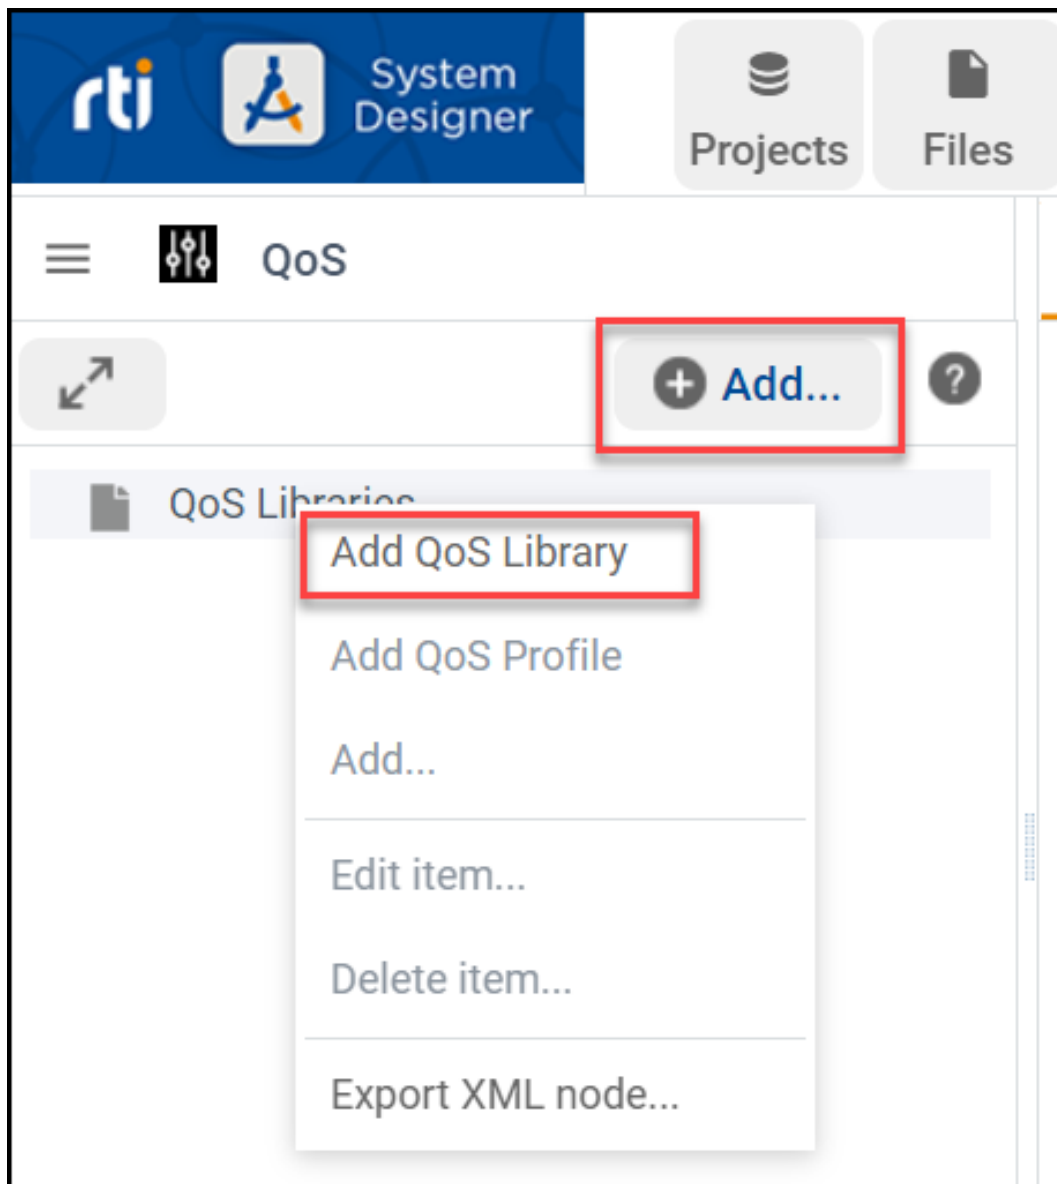 rti
System
Designer
Projects
Files
QoS
Add...
?
QoS Libraries
Add QoS Library
Add QoS Profile
Add...
Edit item...
Delete item...
Export XML node...